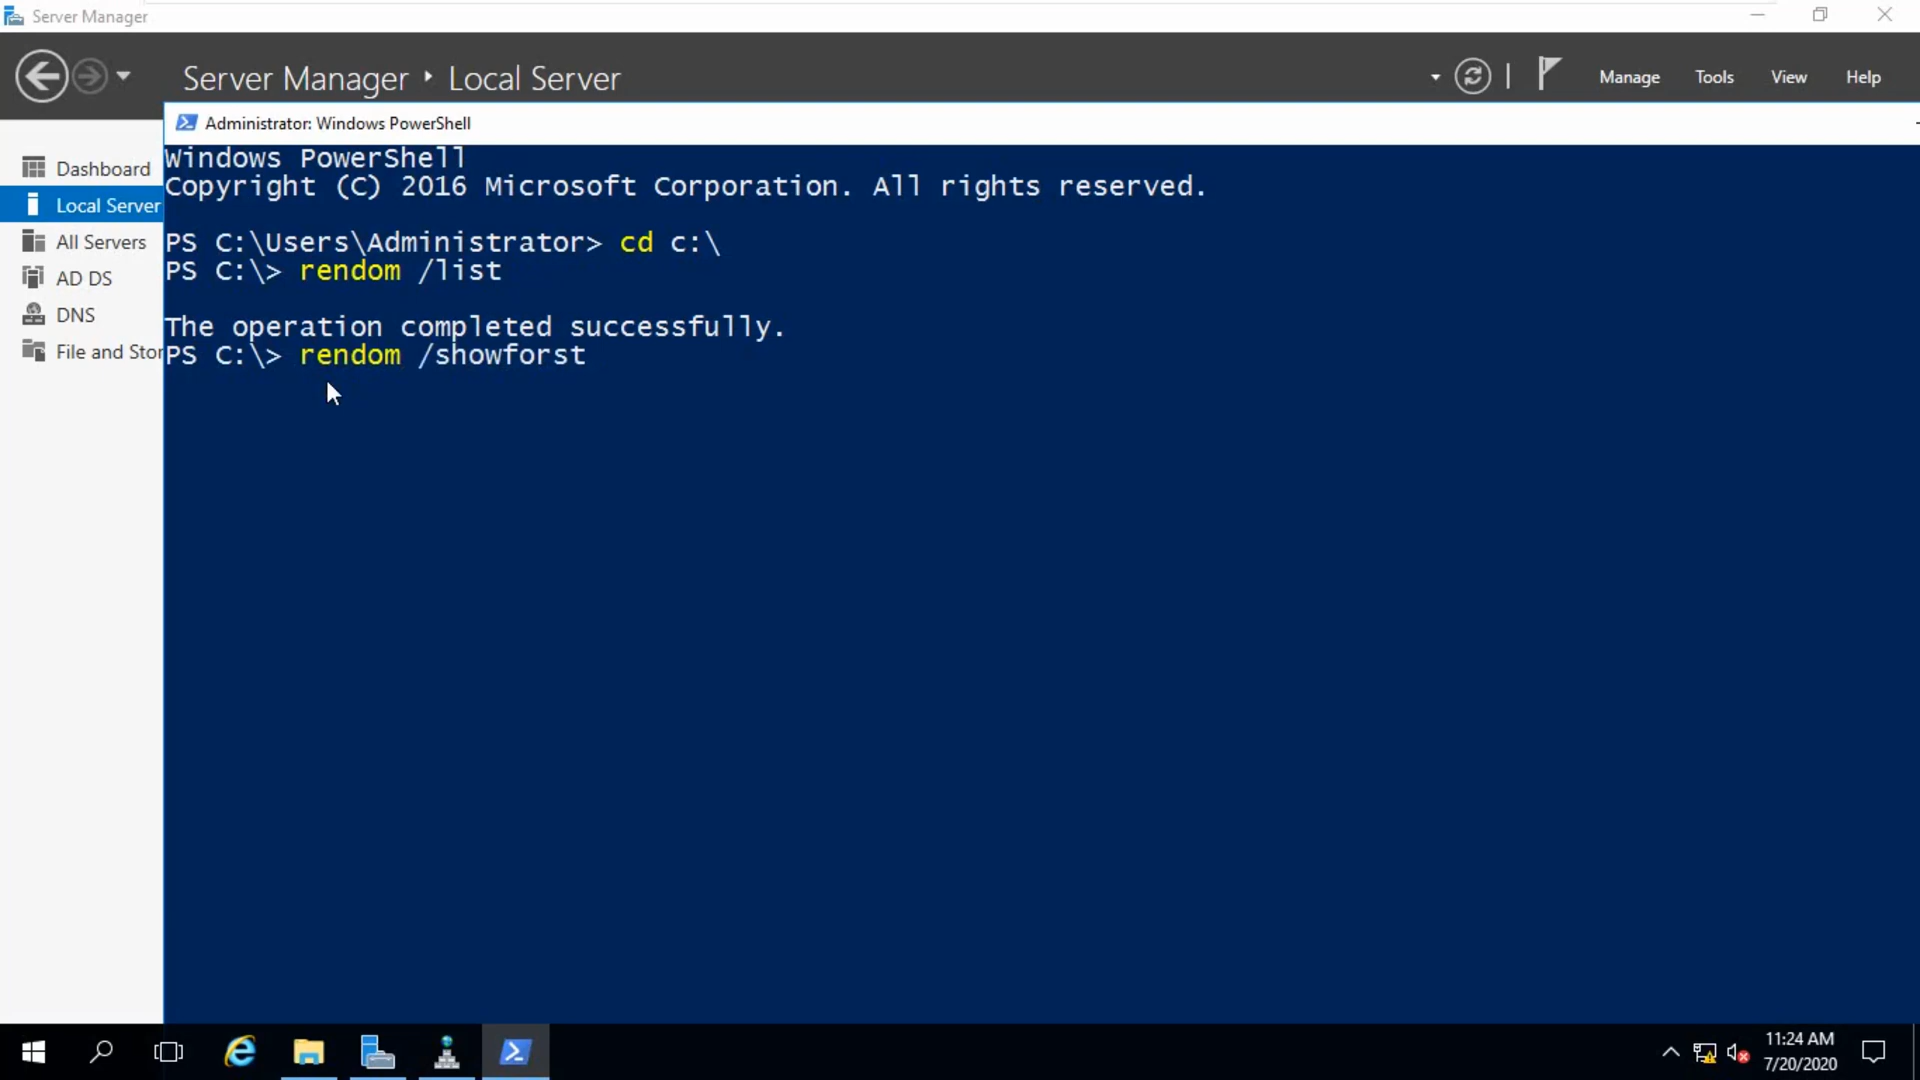 Server Manager
Server Manager Local Server
Manage Tools View Help
Administrator: Windows PowerShell
Dashboard
Local Server
All Servers
AD DS
DNS
File and Stor
Windows PowerShell
Copyright (C) 2016 Microsoft Corporation. All rights reserved.
PS C:\Users\Administrator> cd c:\
PS C:\> rendom /list
The operation completed successfully.
PS C:\> rendom /showforst
11:24 AM
7/20/2020